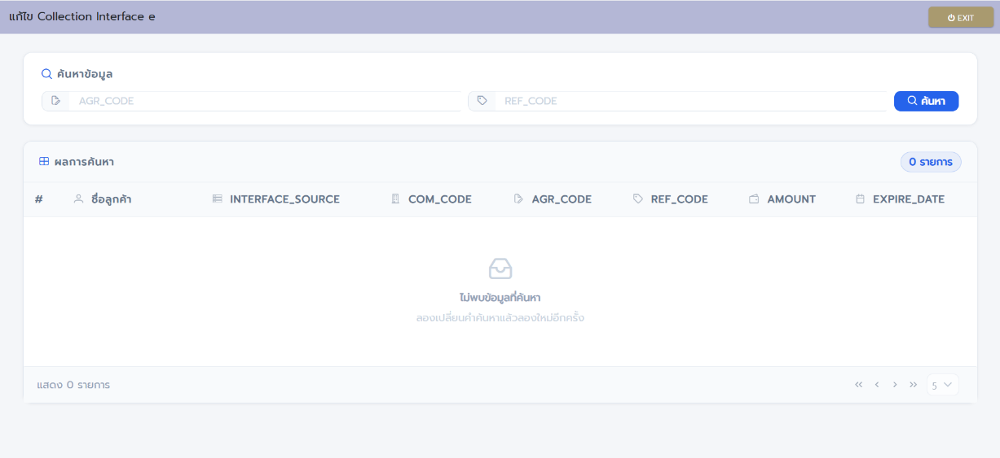 แก้ไข Collection Interface e
EXIT
ค้นหาข้อมูล
AGR_CODE
REF_CODE
ค้นหา
ผลการค้นหา
0 รายการ
# ชื่อลูกค้า INTERFACE_SOURCE COM_CODE AGR_CODE REF_CODE AMOUNT EXPIRE_DATE
ไม่พบข้อมูลที่ค้นหา
ลองเปลี่ยนคำค้นหาแล้วลองใหม่อีกครั้ง
แสดง 0 รายการ
5